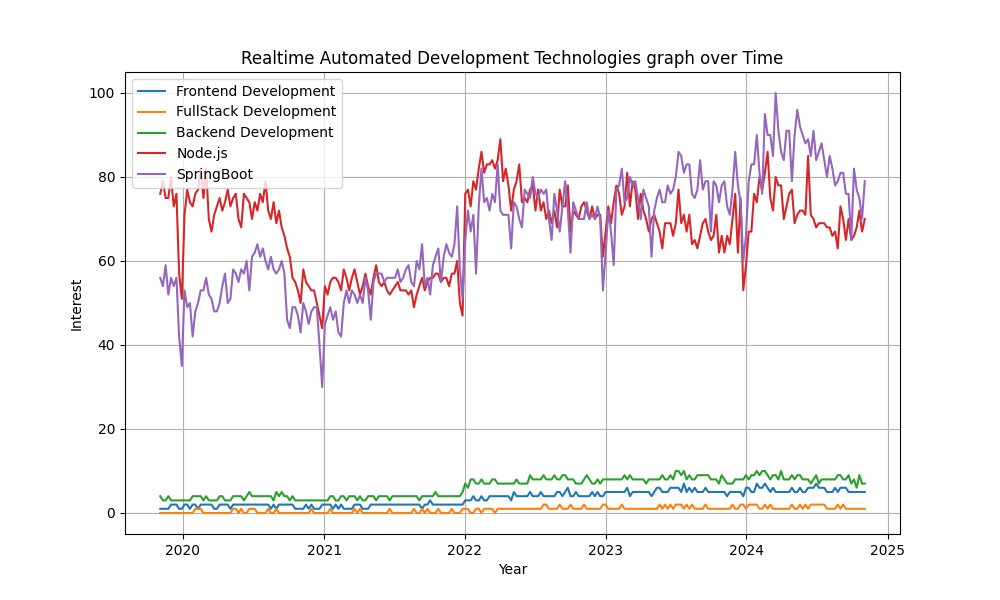 Realtime Automated Development Technologies graph over Time
100
80
60
40
20
0
Interest
Frontend Development
FullStack Development
Backend Development
Node.js
SpringBoot
2020 2021 2022 2023 2024 2025
Year